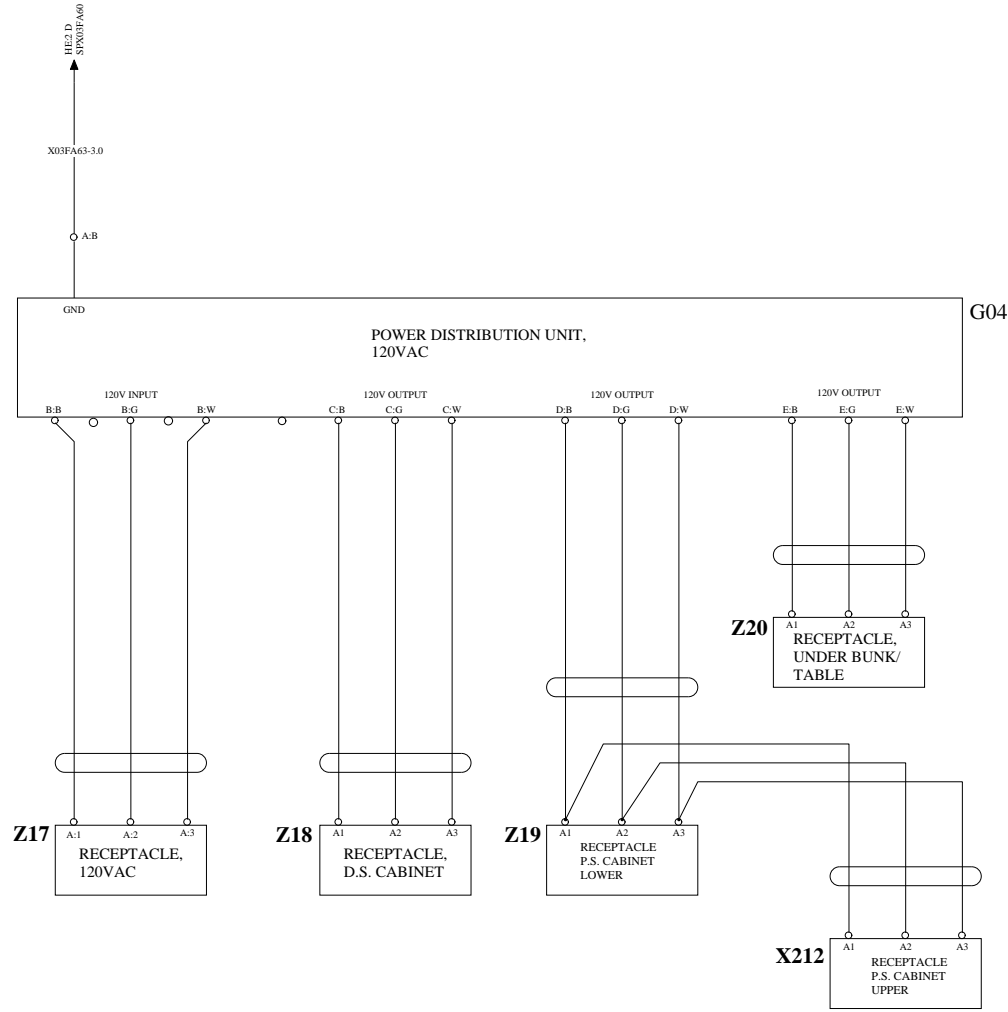 HE:2 D
SPX03FA60
X03FA63-3.0
A:B
GND
G04
POWER DISTRIBUTION UNIT,
120VAC
120V INPUT
120V OUTPUT
120V OUTPUT
120V OUTPUT
B:B
B:G
B:W
C:B
C:G
C:W
D:B
D:G
D:W
E:B
E:G
E:W
Z20
A1
A2
A3
RECEPTACLE,
UNDER BUNK/
TABLE
Z17
A:1
A:2
A:3
RECEPTACLE,
120VAC
Z18
A1
A2
A3
RECEPTACLE,
D.S. CABINET
Z19
A1
A2
A3
RECEPTACLE
P.S. CABINET
LOWER
X212
A1
A2
A3
RECEPTACLE
P.S. CABINET
UPPER